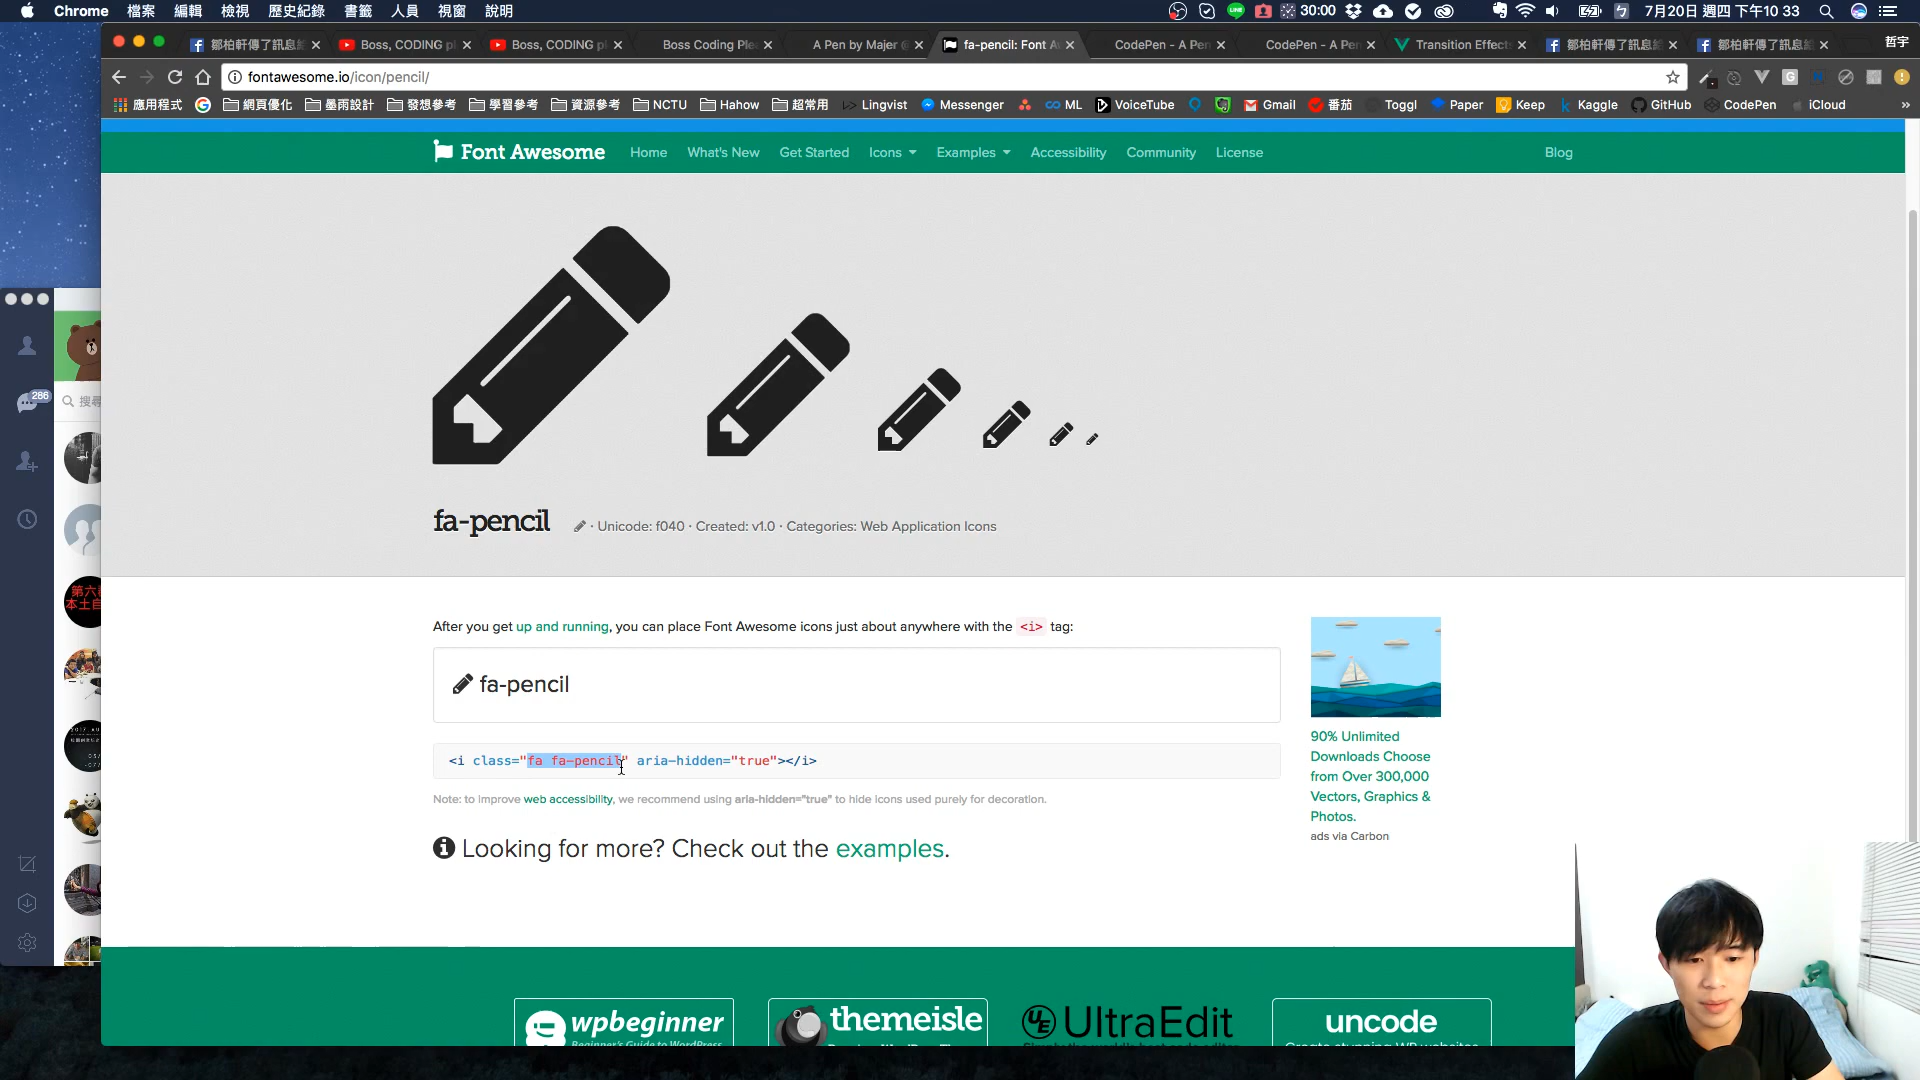 Chrome 檔案 編輯 檢視 歷史紀錄 書籤 人員 視窗 說明 30:00 7月20日 週四 下午10 33
鄒柏軒傳了訊息給 Boss, CODING pl Boss, CODING pl Boss Coding Plea A Pen by Majer @ fa-pencil: Font A CodePen - A Pen CodePen - A Pen Transition Effects 鄒柏軒傳了訊息給 鄒柏軒傳了訊息給 哲宇
fontawesome.io/icon/pencil/
應用程式 網頁優化 墨雨設計 發想參考 學習參考 資源參考 NCTU Hahow 超常用 Lingvist Messenger ML VoiceTube Gmail 番茄 Toggl Paper Keep Kaggle GitHub CodePen iCloud »
Font Awesome Home What's New Get Started Icons Examples Accessibility Community License Blog
286
搜尋
fa-pencil · Unicode: f040 · Created: v1.0 · Categories: Web Application Icons
After you get up and running, you can place Font Awesome icons just about anywhere with the <i> tag:
fa-pencil
<i class="fa fa-pencil" aria-hidden="true"></i>
Note: to improve web accessibility, we recommend using aria-hidden="true" to hide icons used purely for decoration.
Looking for more? Check out the examples.
90% Unlimited
Downloads Choose
from Over 300,000
Vectors, Graphics &
Photos.
ads via Carbon
第六
本土自
wpbeginner
Beginner's Guide to WordPress
themeisle
UltraEdit
uncode
Create stunning WP websites